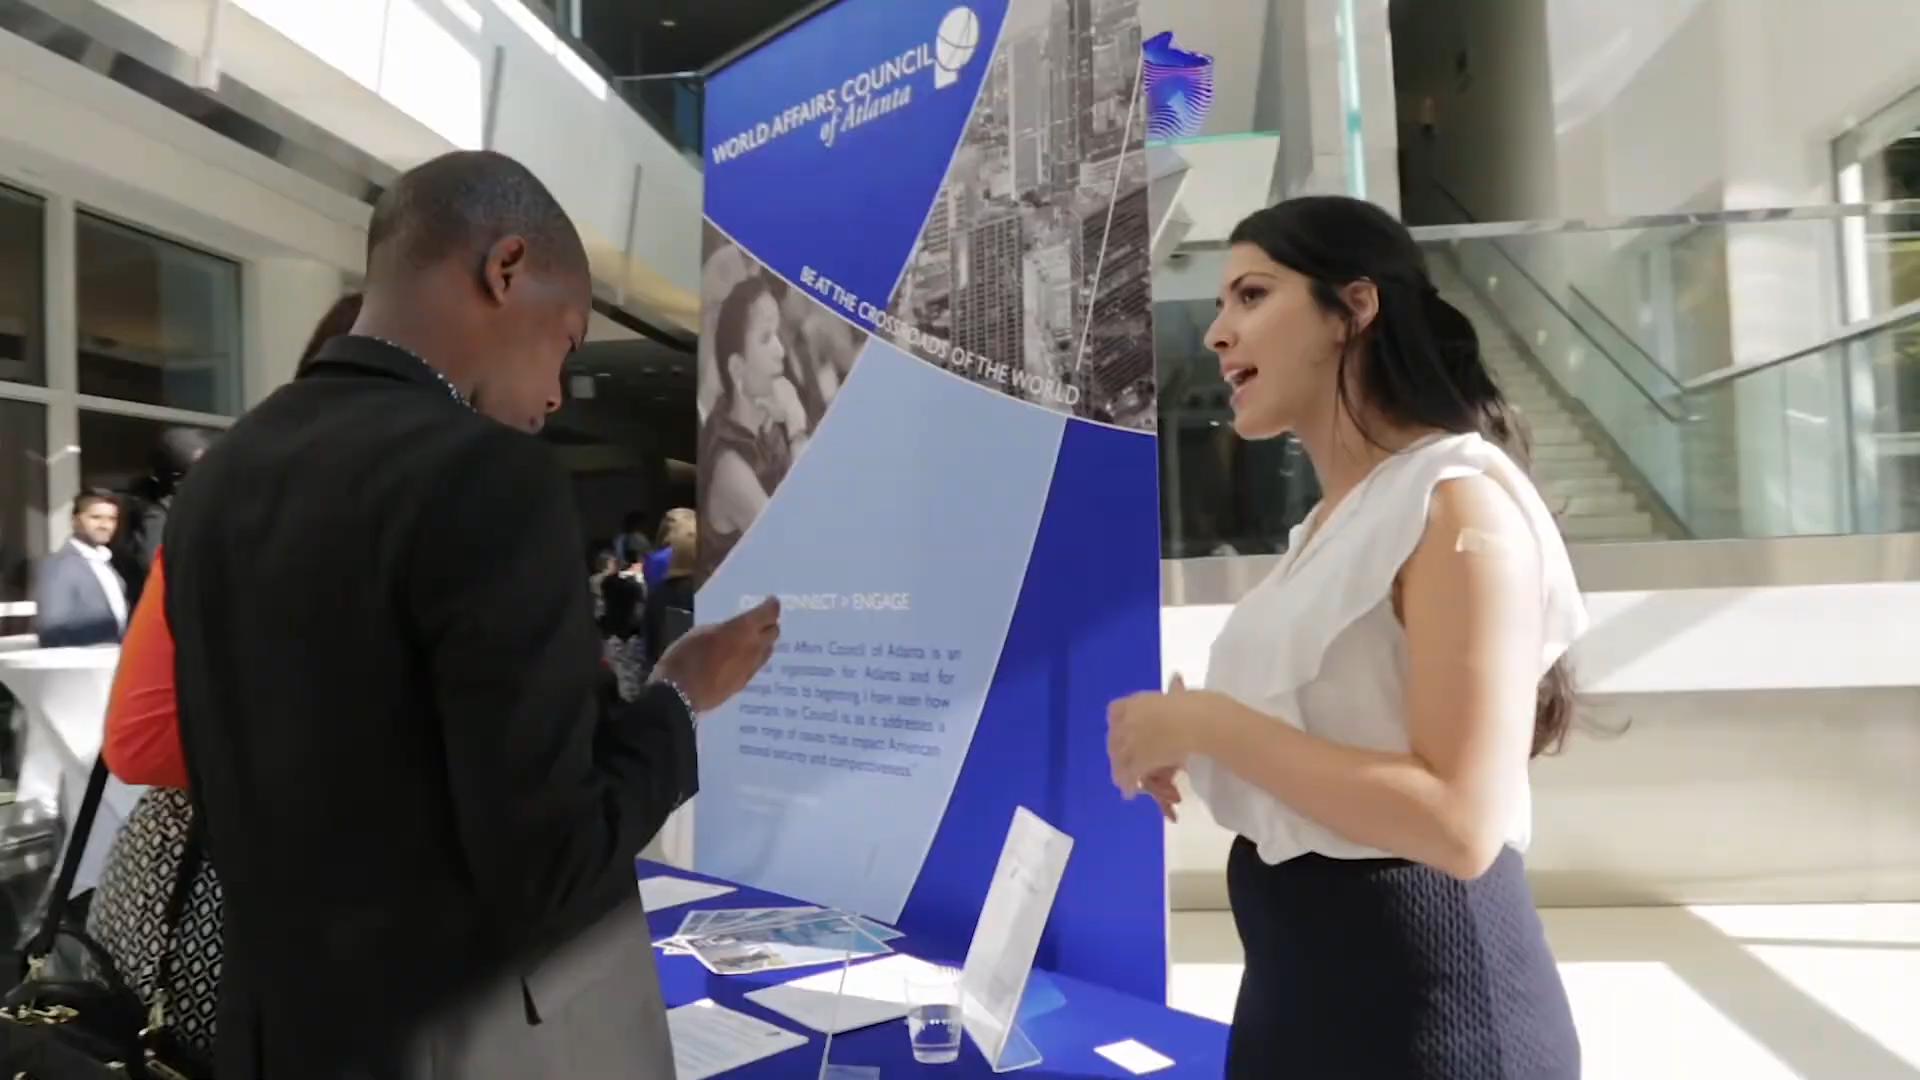 WORLD AFFAIRS COUNCIL
of Atlanta
BE AT THE CROSSROADS OF THE WORLD
CONNECT > ENGAGE
Affairs Council of Atlanta is an
organization for Atlanta and for
beginning I have seen how
important the Council is as it addresses a
wide range of issues that impact American
national security and competitiveness."